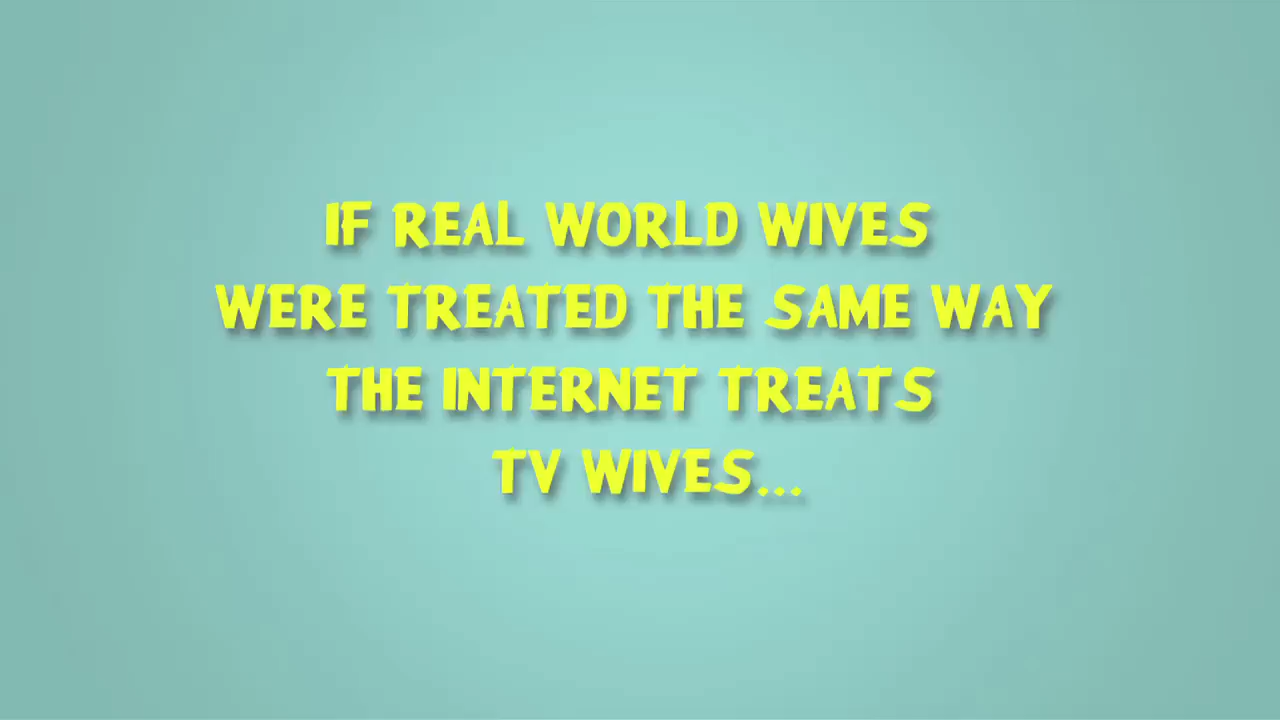 IF REAL WORLD WIVES
WERE TREATED THE SAME WAY
THE INTERNET TREATS
TV WIVES...